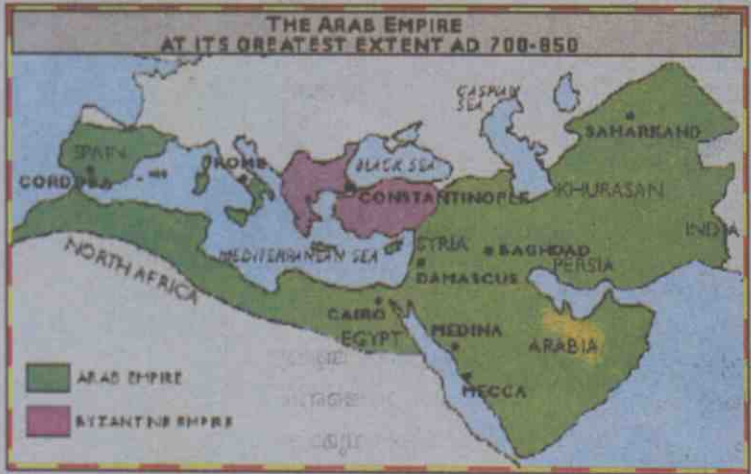 THE ARAB EMPIRE
AT ITS GREATEST EXTENT AD 700-850
CASPIAN
SEA
SAMARKAND
SPAIN
ROME
BLACK SEA
CORDOBA
CONSTANTINOPLE
KHURASAN
INDIA
MEDITERRANEAN SEA
SYRIA
BAGHDAD
NORTH AFRICA
DAMASCUS
PERSIA
CAIRO
EGYPT
MEDINA
ARABIA
MECCA
ARAB EMPIRE
BYZANTINE EMPIRE